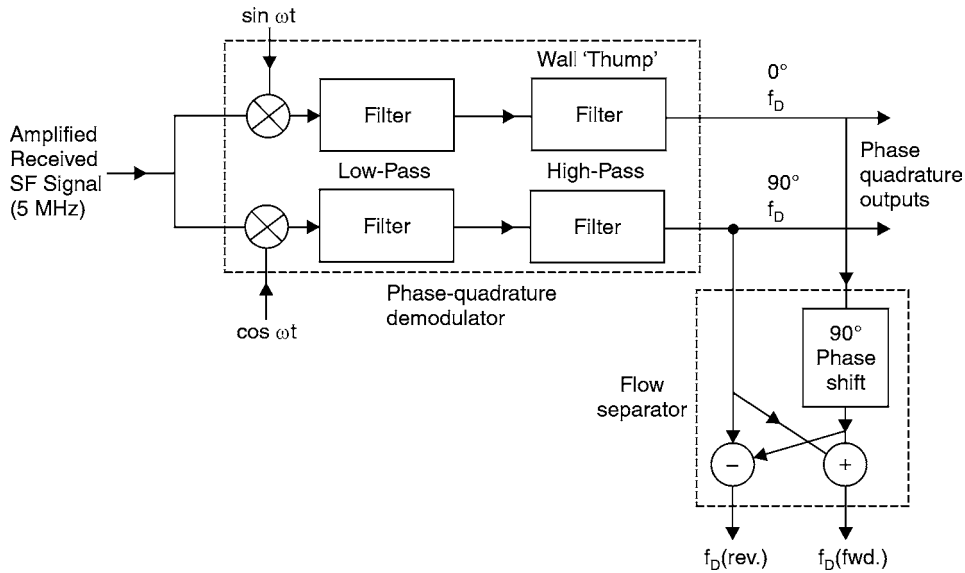 sin ωt
Wall 'Thump'
Filter
Filter
0°
f_D
Amplified
Received
SF Signal
(5 MHz)
Low-Pass
High-Pass
Phase
quadrature
outputs
90°
f_D
Filter
Filter
Phase-quadrature
demodulator
cos ωt
90°
Phase
shift
Flow
separator
−
+
f_D(rev.)
f_D(fwd.)